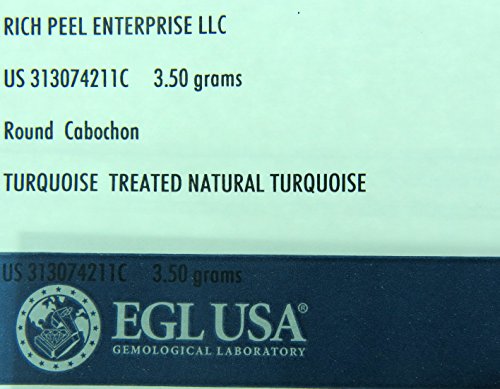 RICH PEEL ENTERPRISE LLC
US 313074211C 3.50 grams
Round Cabochon
TURQUOISE TREATED NATURAL TURQUOISE
US 313074211C 3.50 grams
EGL USA®
GEMOLOGICAL LABORATORY